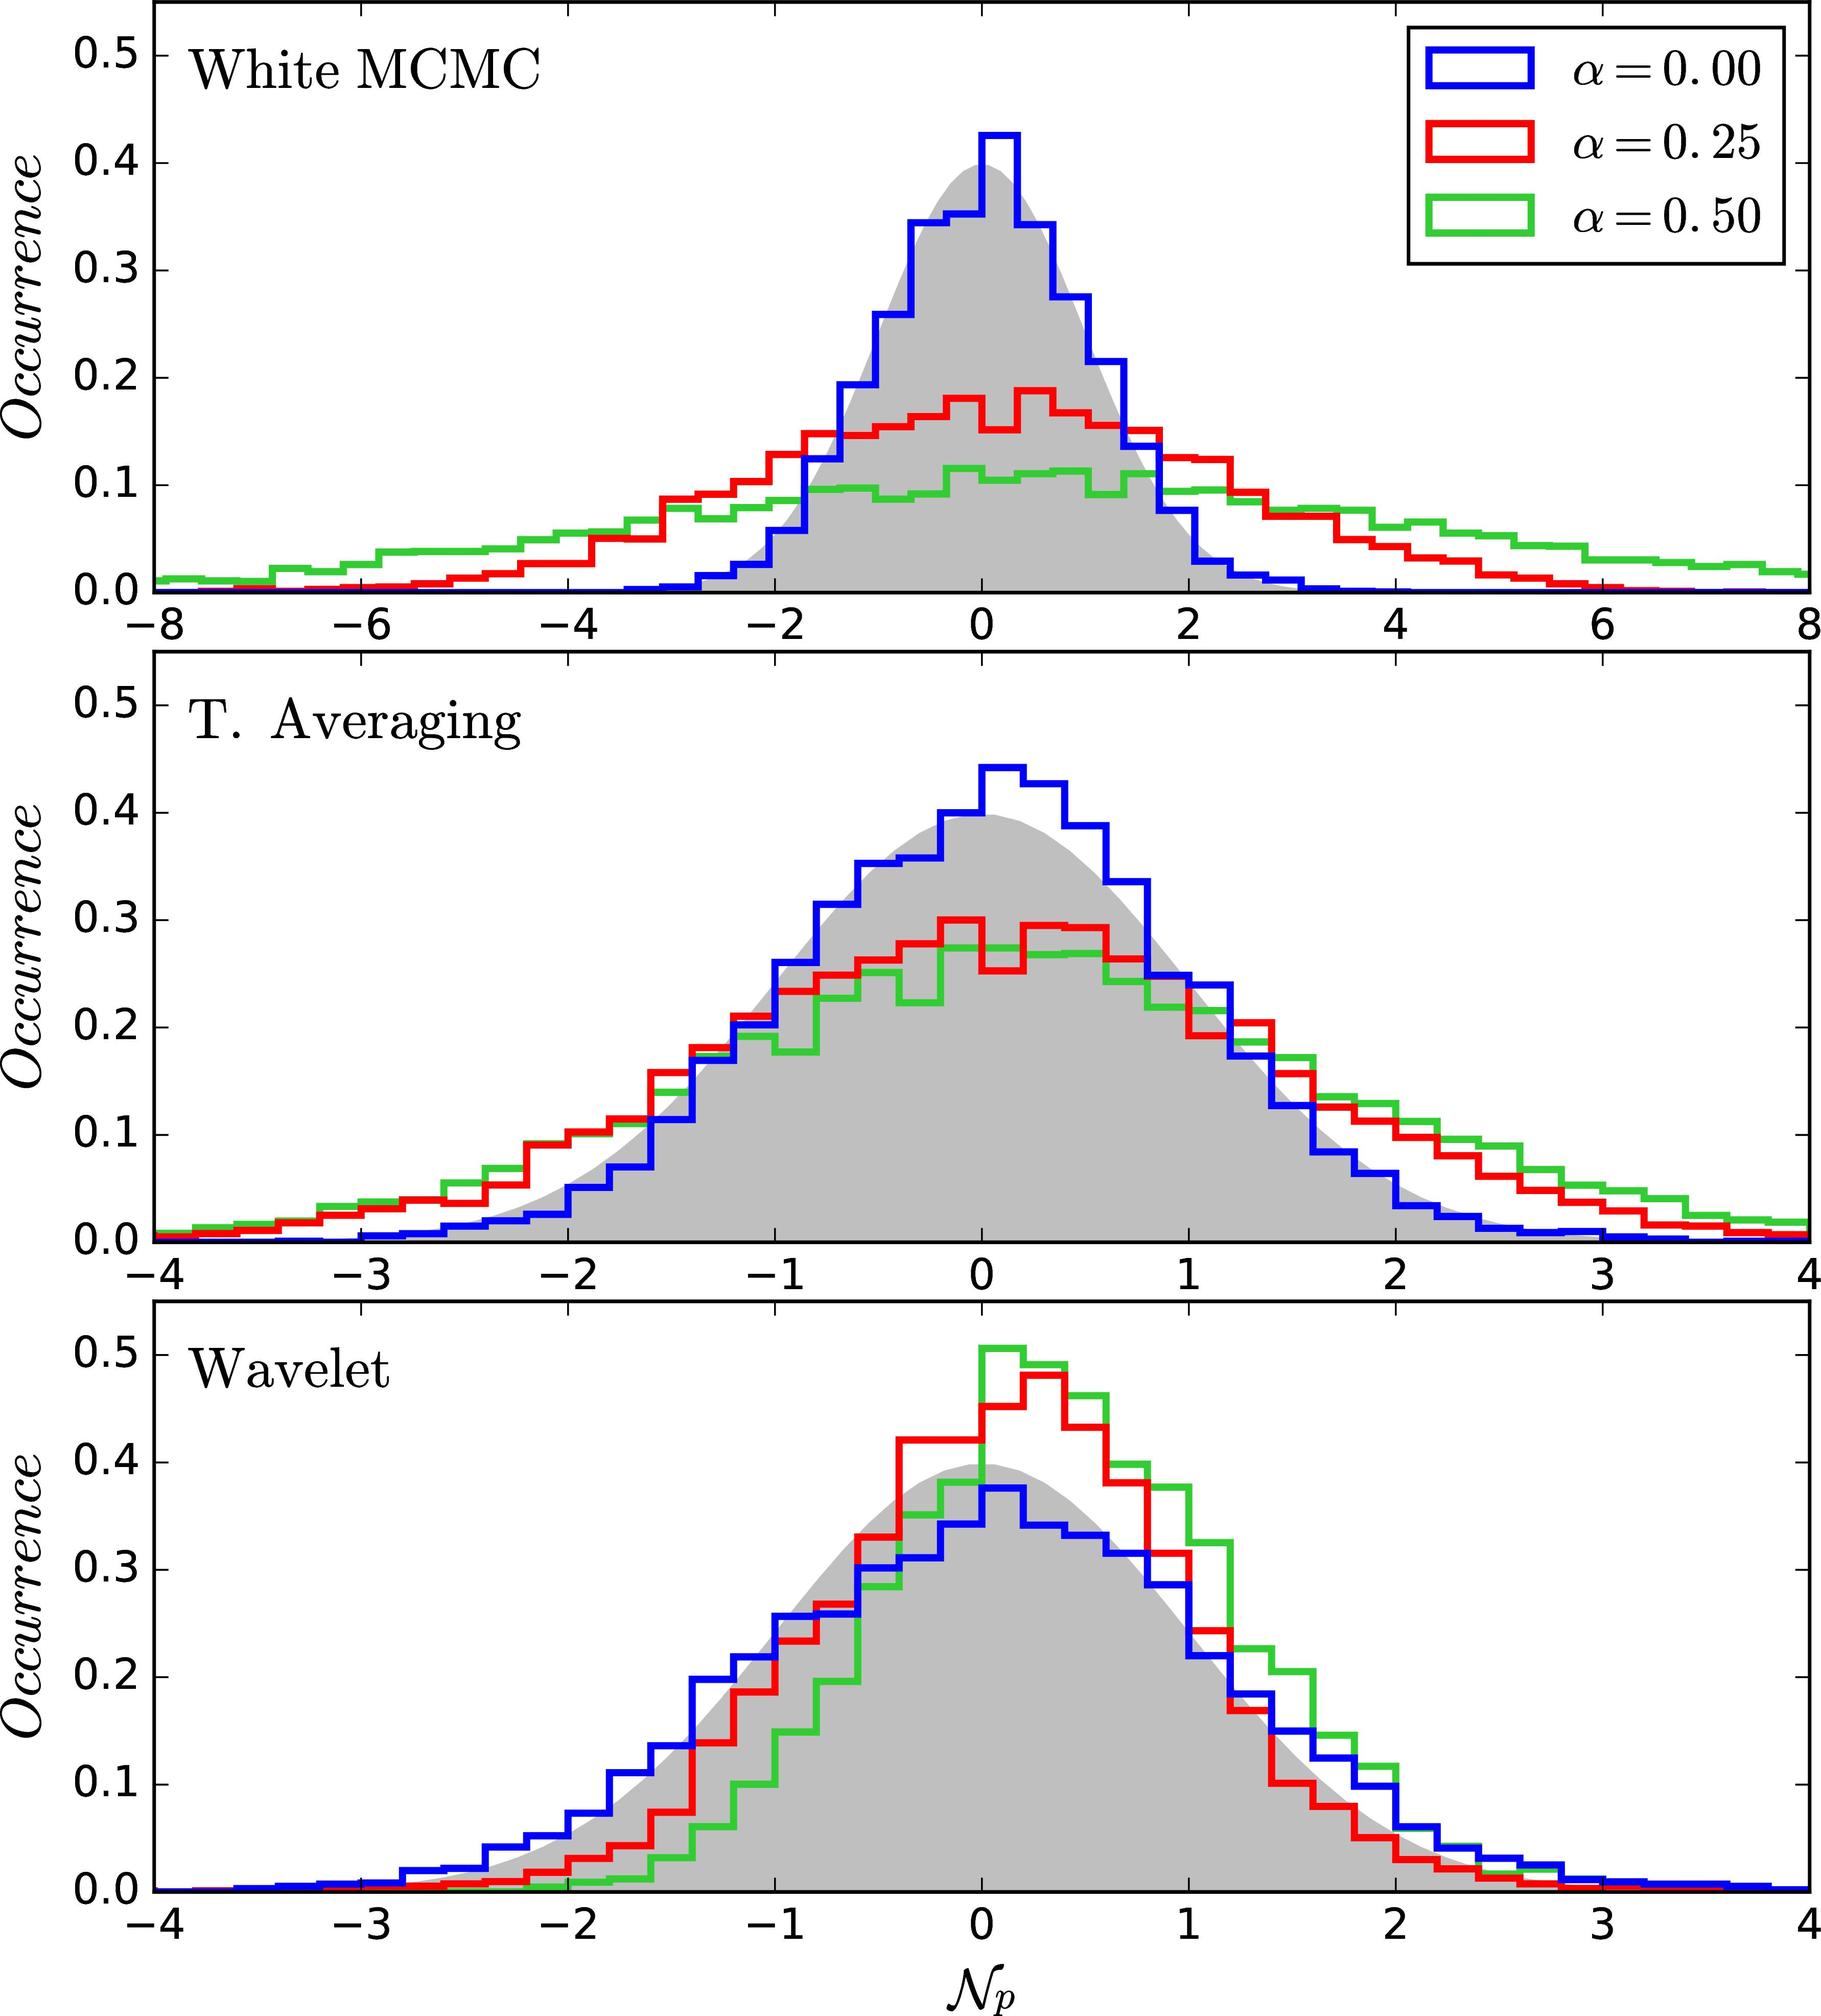 White MCMC
α = 0.00
α = 0.25
α = 0.50
Occurrence
0.5
0.4
0.3
0.2
0.1
0.0
−8 −6 −4 −2 0 2 4 6 8
T. Averaging
Occurrence
0.5
0.4
0.3
0.2
0.1
0.0
−4 −3 −2 −1 0 1 2 3 4
Wavelet
Occurrence
0.5
0.4
0.3
0.2
0.1
0.0
−4 −3 −2 −1 0 1 2 3 4
𝒩p